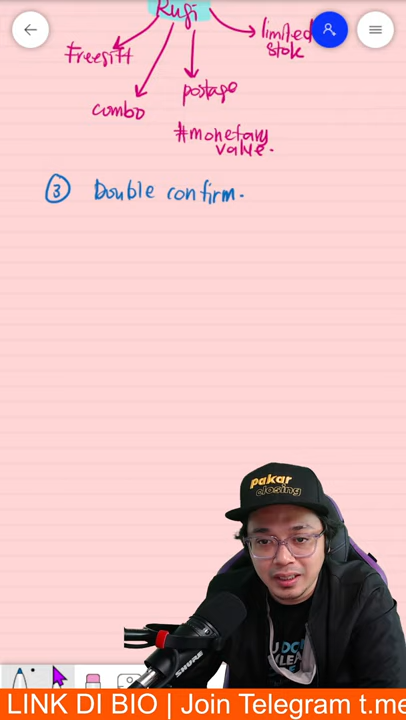 Rugi
Freegift
limited
stok
combo
postage
#monetary
value.
③ Double confirm.
pakar
closing
SHURE
LINK DI BIO | Join Telegram t.me